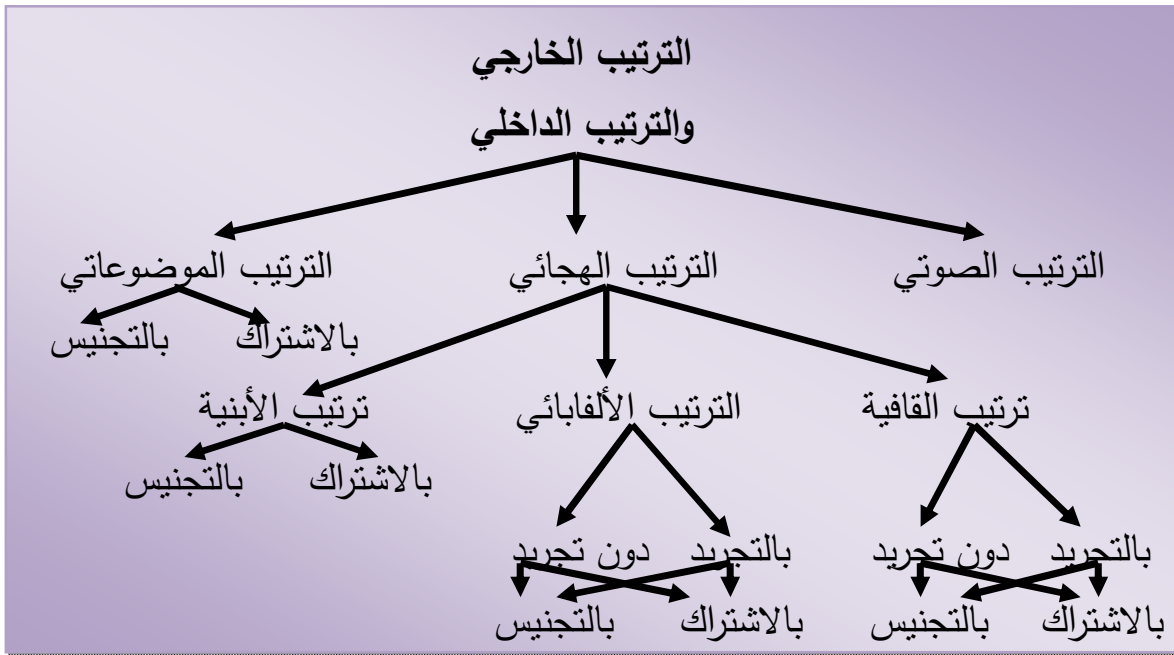 الترتيب الخارجي
والترتيب الداخلي
الترتيب الصوتي الترتيب الهجائي الترتيب الموضوعاتي
بالاشتراك بالتجنيس
ترتيب القافية الترتيب الألفابائي ترتيب الأبنية
بالاشتراك بالتجنيس
بالتجريد دون تجريد بالتجريد دون تجريد
بالاشتراك بالتجنيس بالاشتراك بالتجنيس